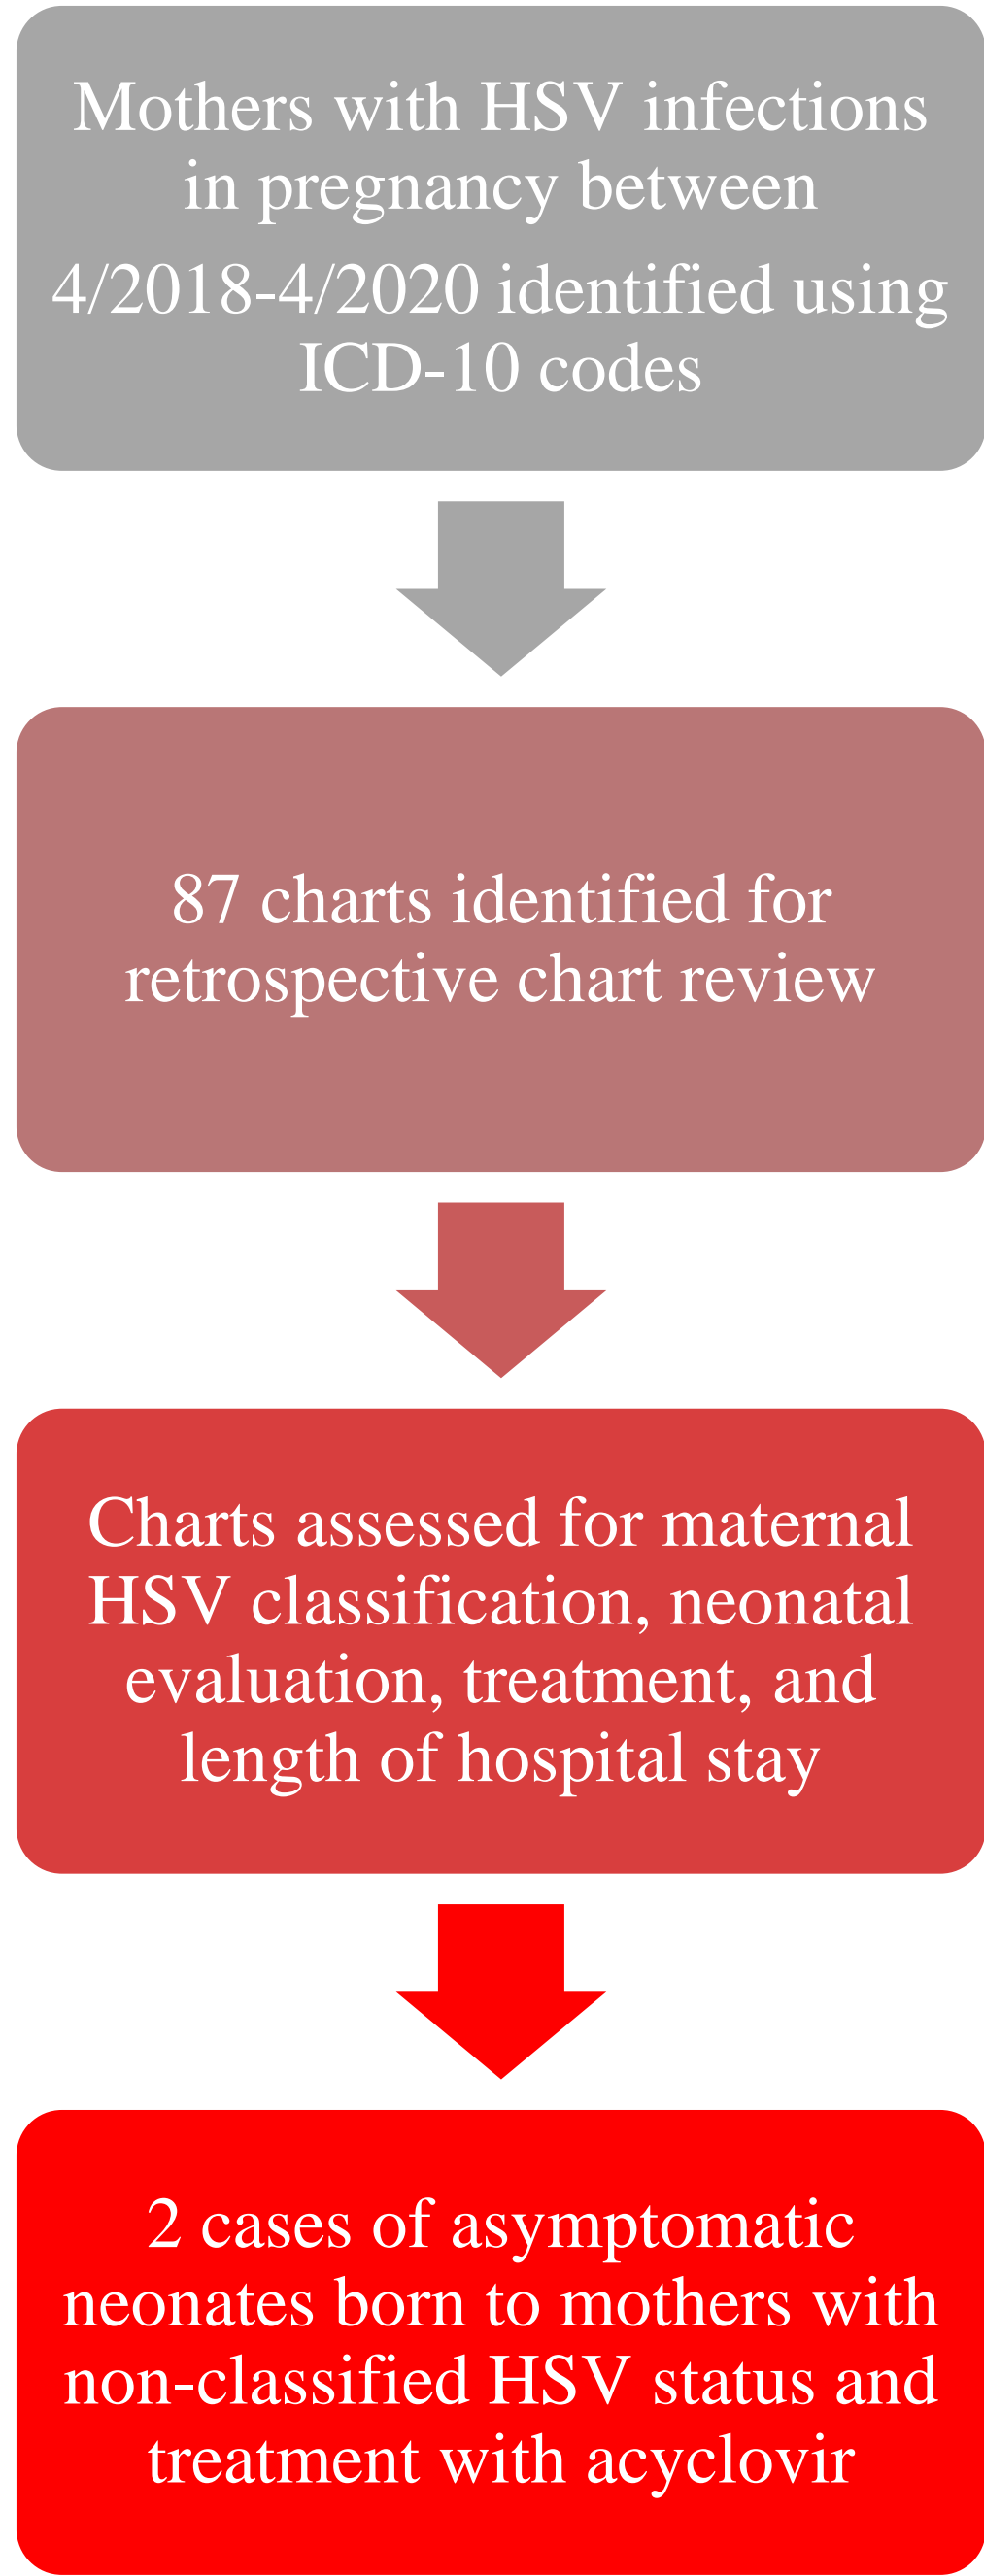 Mothers with HSV infections
in pregnancy between
4/2018-4/2020 identified using
ICD-10 codes
87 charts identified for
retrospective chart review
Charts assessed for maternal
HSV classification, neonatal
evaluation, treatment, and
length of hospital stay
2 cases of asymptomatic
neonates born to mothers with
non-classified HSV status and
treatment with acyclovir